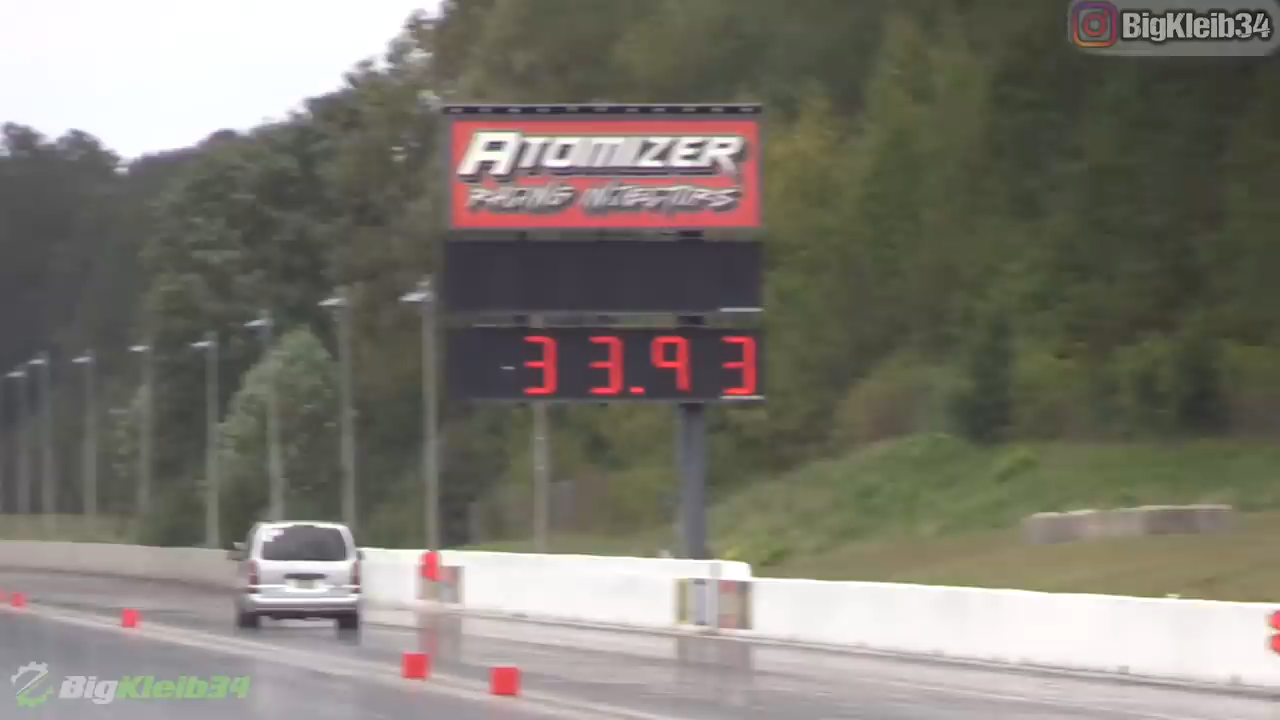 BigKleib34
ATOMIZER
RACING INJECTORS
33.93
BigKleib34